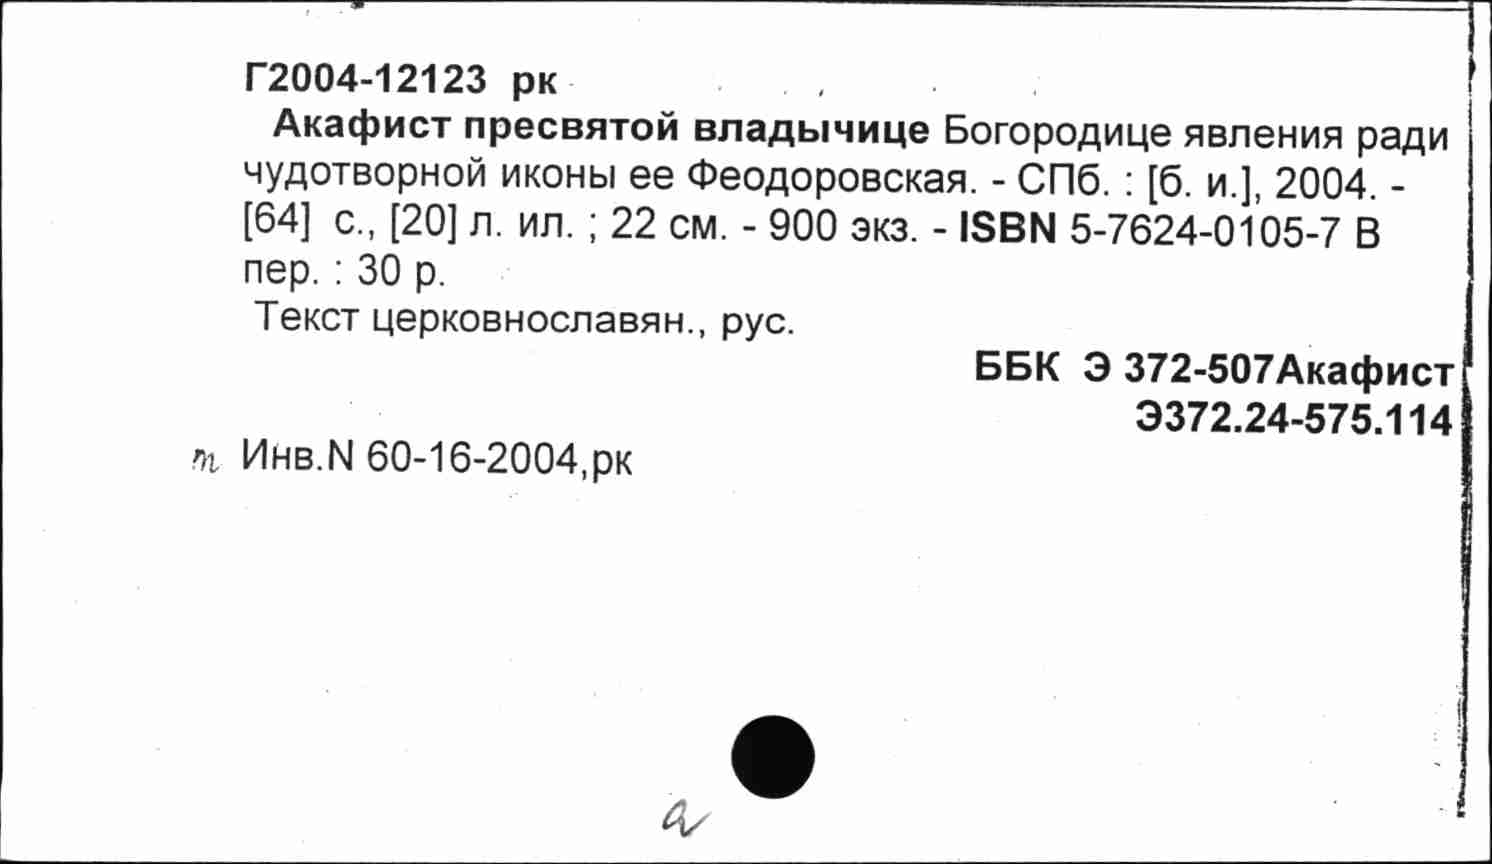 Г2004-12123 рк
Акафист пресвятой владычице Богородице явления ради
чудотворной иконы ее Феодоровская. - СПб. : [б. и.], 2004. -
[64] с., [20] л. ил. ; 22 см. - 900 экз. - ISBN 5-7624-0105-7 В
пер. : 30 р.
Текст церковнославян., рус.
ББК Э 372-507Акафист
Э372.24-575.114
т Инв.N 60-16-2004,рк
а